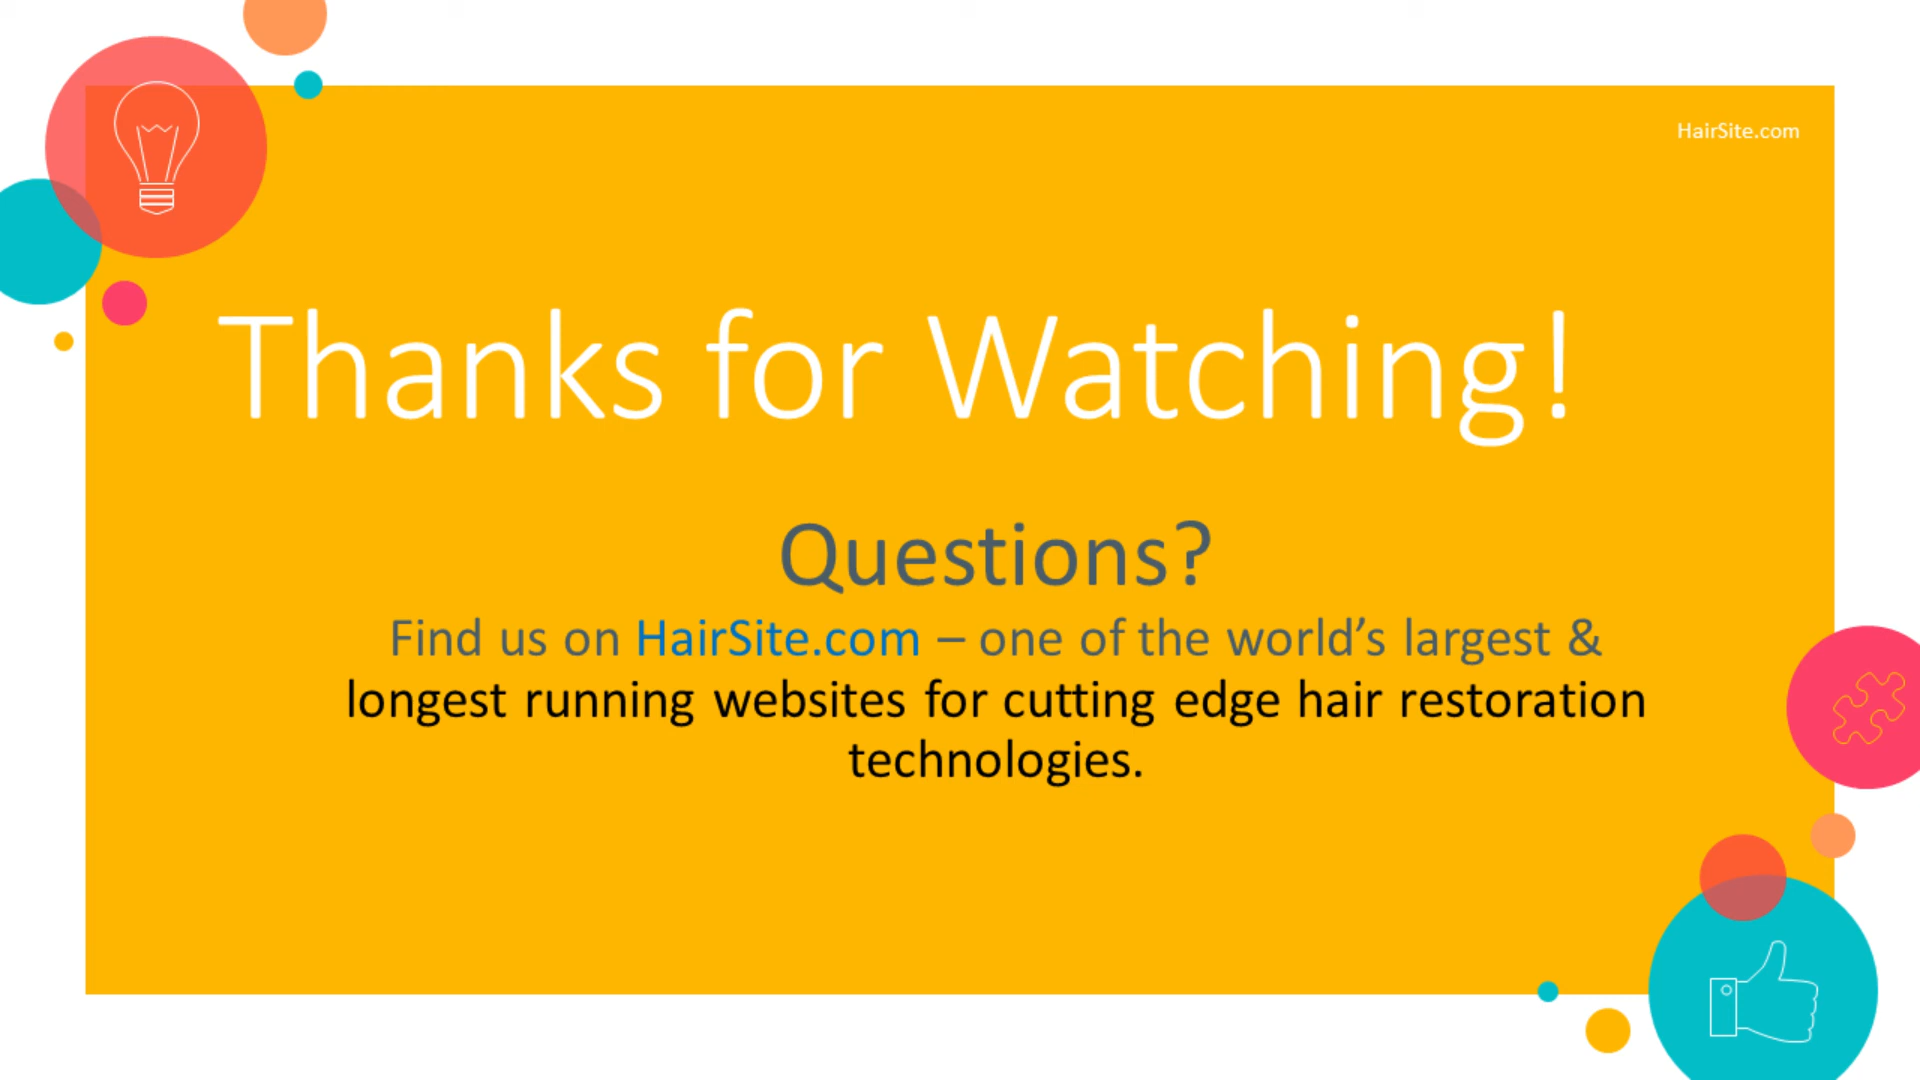 HairSite.com
Thanks for Watching!
Questions?
Find us on HairSite.com – one of the world’s largest &
longest running websites for cutting edge hair restoration
technologies.